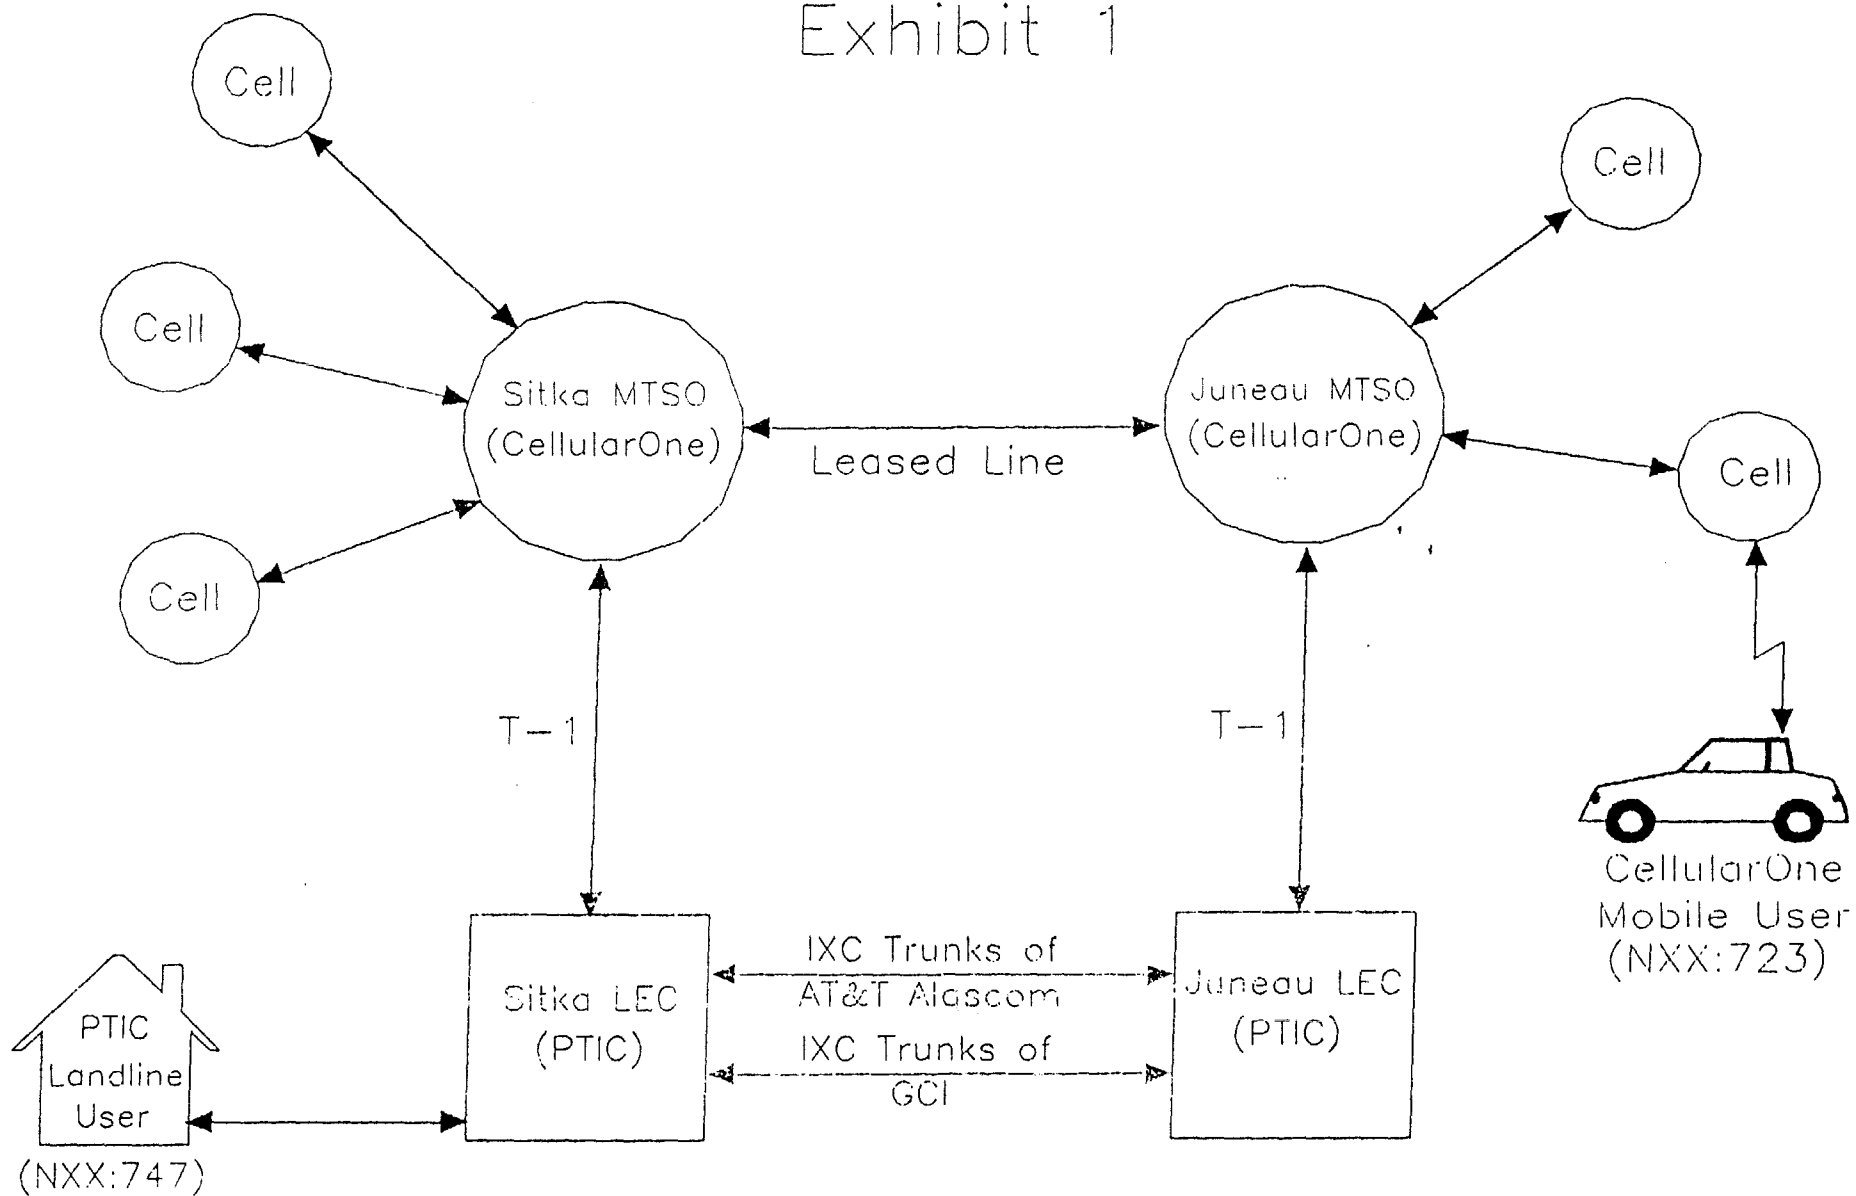 Exhibit 1
Cell
Cell
Cell
Cell
Cell
Sitka MTSO
(CellularOne)
Leased Line
Juneau MTSO
(CellularOne)
T-1
T-1
CellularOne
Mobile User
(NXX:723)
PTIC
Landline
User
(NXX:747)
Sitka LEC
(PTIC)
IXC Trunks of
AT&T Alascom
IXC Trunks of
GCI
Juneau LEC
(PTIC)